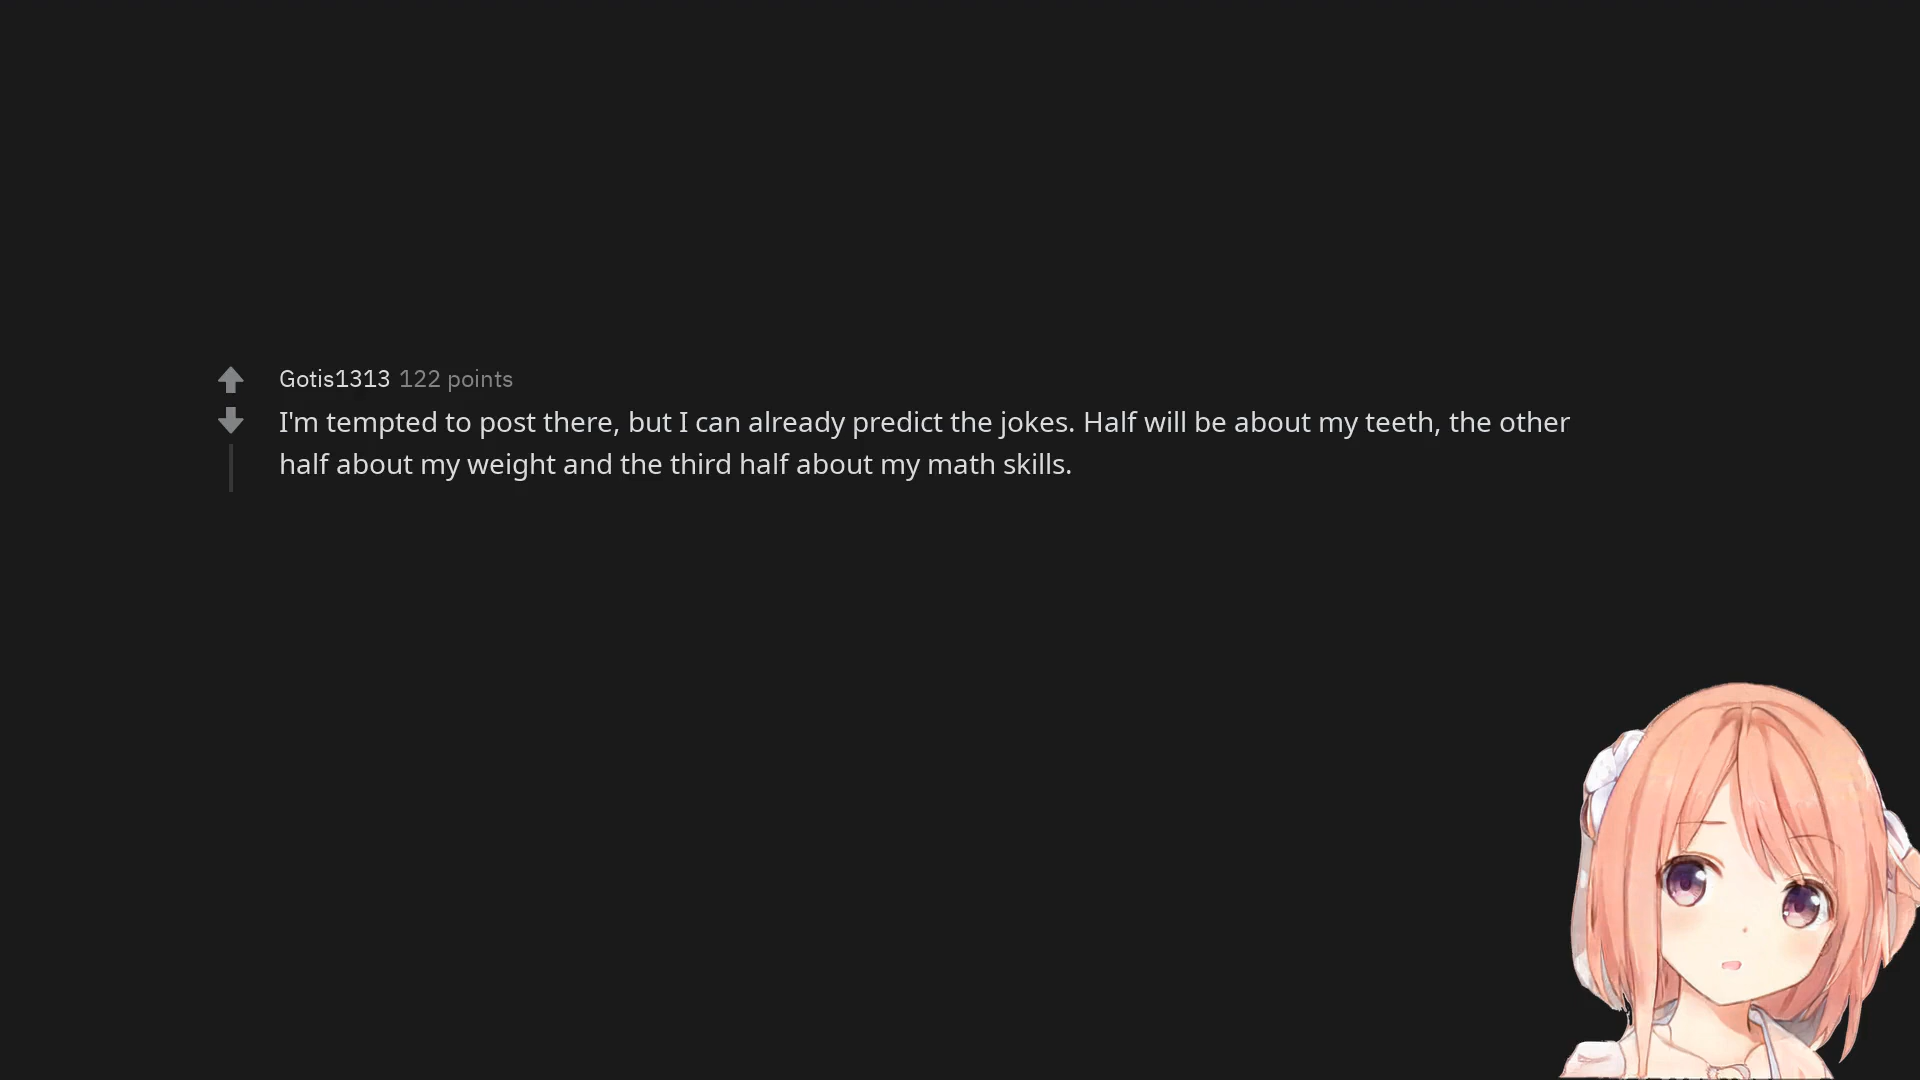 Gotis1313 122 points
I'm tempted to post there, but I can already predict the jokes. Half will be about my teeth, the other
half about my weight and the third half about my math skills.